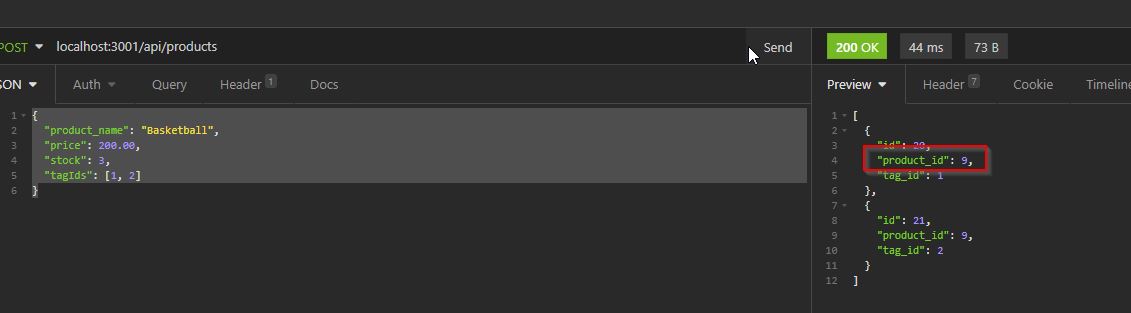 POST localhost:3001/api/products Send 200 OK 44 ms 73 B
JSON Auth Query Header 1 Docs Preview Header 7 Cookie Timeline
1 {
2 "product_name": "Basketball",
3 "price": 200.00,
4 "stock": 3,
5 "tagIds": [1, 2]
6 }
1 [
2 {
3 "id": 20,
4 "product_id": 9,
5 "tag_id": 1
6 },
7 {
8 "id": 21,
9 "product_id": 9,
10 "tag_id": 2
11 }
12 ]